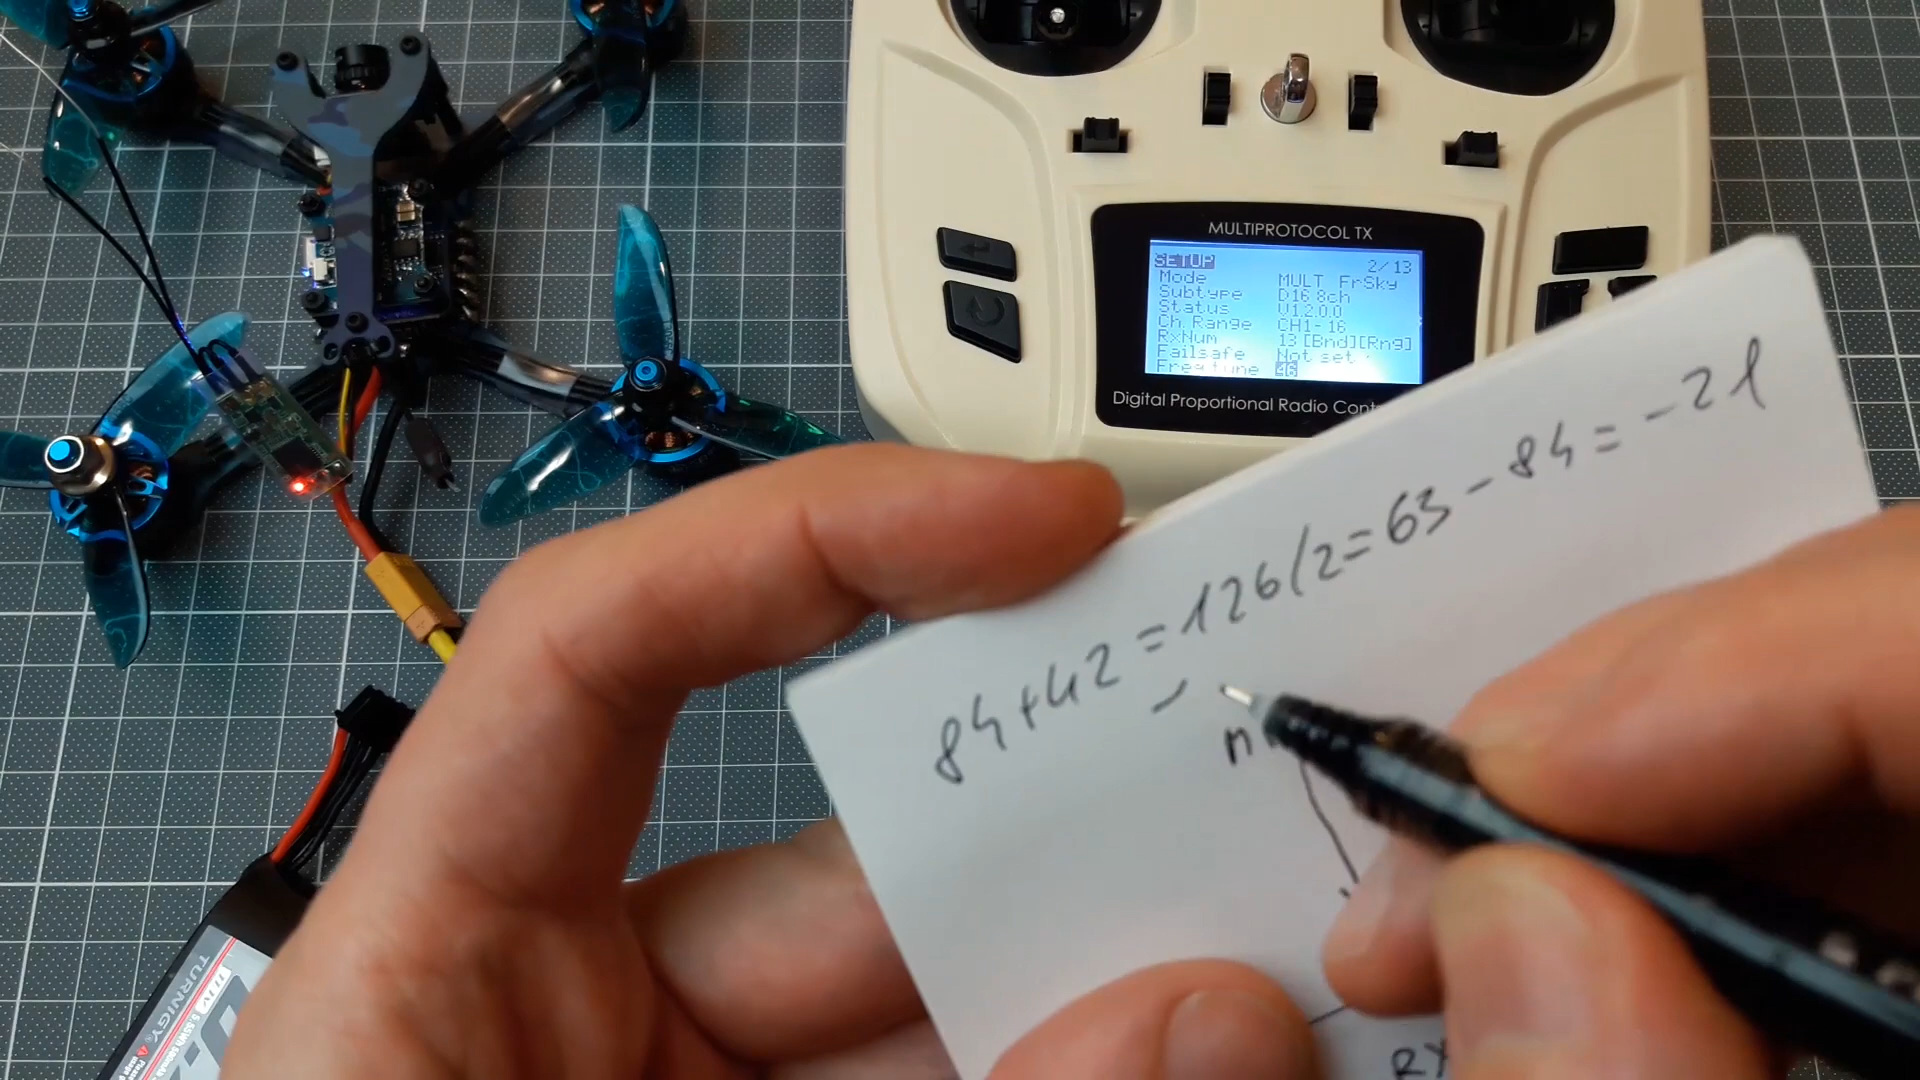 MULTIPROTOCOL TX
SETUP 2/13
Mode MULT FrSky
Subtype D16 8ch
Status V1.2.0.0
Ch. Range CH1-16
RxNum 13 [Bnd][Rng]
Failsafe Not set
Freq tune 46
Digital Proportional Radio Cont
84+42=126/2=63-84=-21
RX
TURNIGY